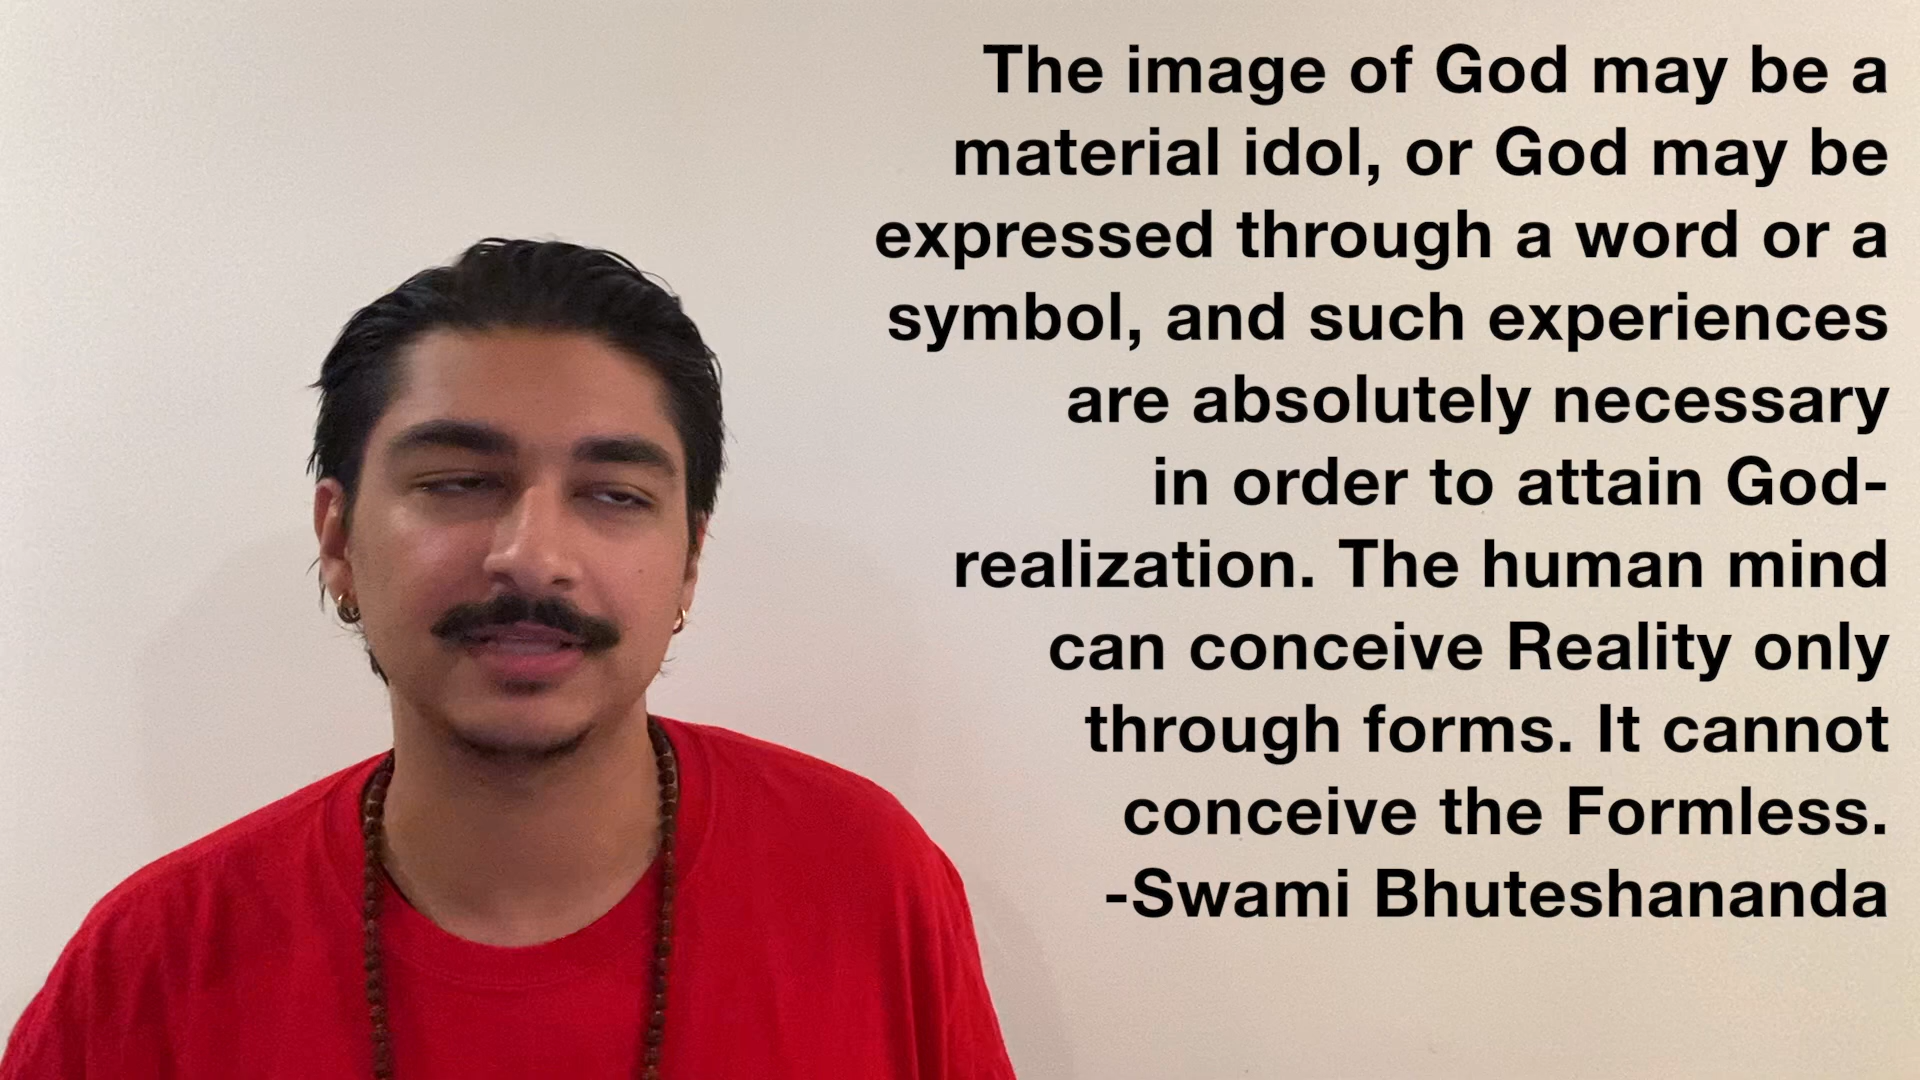 The image of God may be a
material idol, or God may be
expressed through a word or a
symbol, and such experiences
are absolutely necessary
in order to attain God-
realization. The human mind
can conceive Reality only
through forms. It cannot
conceive the Formless.
-Swami Bhuteshananda